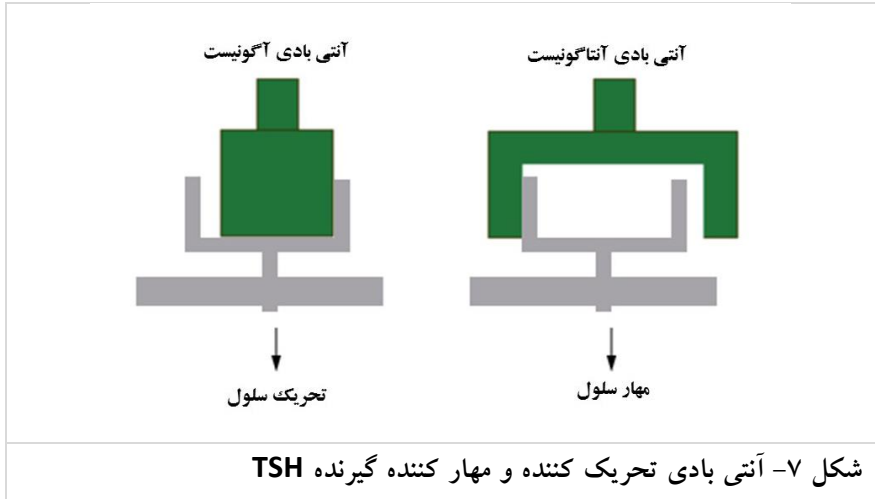 آنتی بادی آنتاگونیست
آنتی بادی آگونیست
مهار سلول
تحریک سلول
شکل ۷- آنتی بادی تحریک کننده و مهار کننده گیرنده TSH